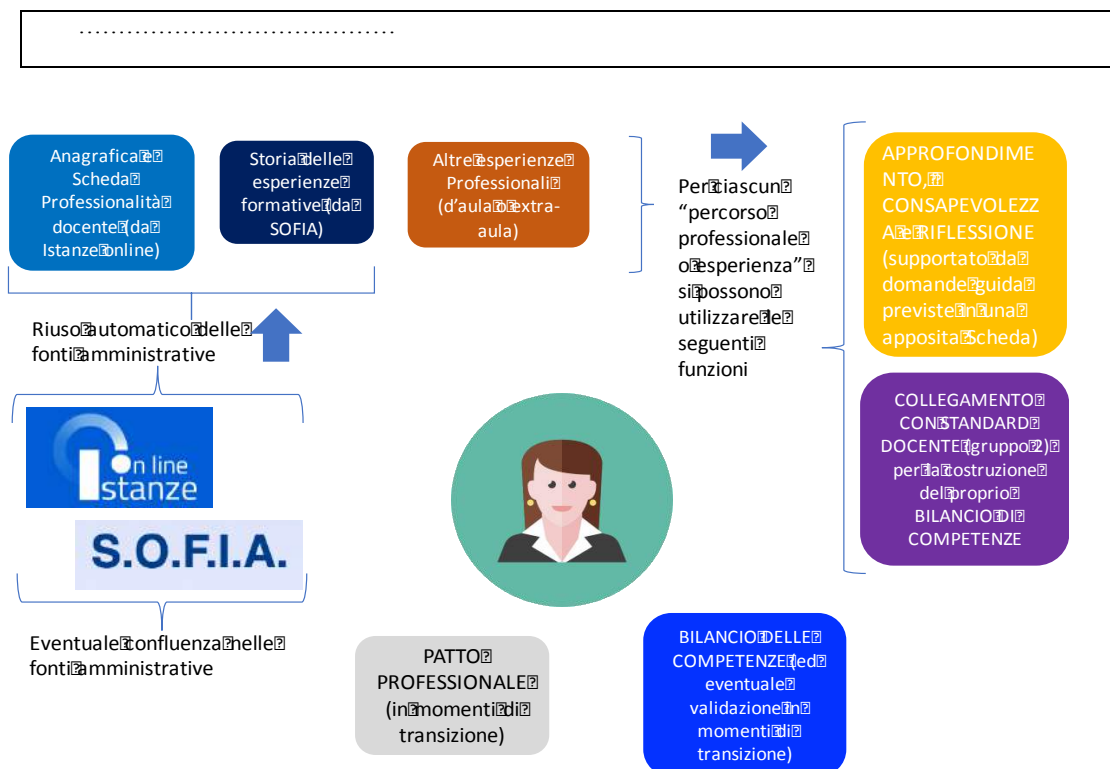 ………………………….………
Anagrafica e
Scheda
Professionalità
docente (da
Istanze online)
Storia delle
esperienze
formative (da
SOFIA)
Altre esperienze
Professionali
(d’aula o extra-
aula)
Per ciascun
“percorso
professionale
o esperienza”
si possono
utilizzare le
seguenti
funzioni
APPROFONDIME
NTO,
CONSAPEVOLEZZ
A e RIFLESSIONE
(supportato da
domande guida
previste in una
apposita Scheda)
Riuso automatico delle
fonti amministrative
On line
Istanze
S.O.F.I.A.
COLLEGAMENTO
CON STANDARD
DOCENTE (gruppo 2)
per la costruzione
del proprio
BILANCIO DI
COMPETENZE
Eventuale confluenza nelle
fonti amministrative
PATTO
PROFESSIONALE
(in momenti di
transizione)
BILANCIO DELLE
COMPETENZE (ed
eventuale
validazione in
momenti di
transizione)